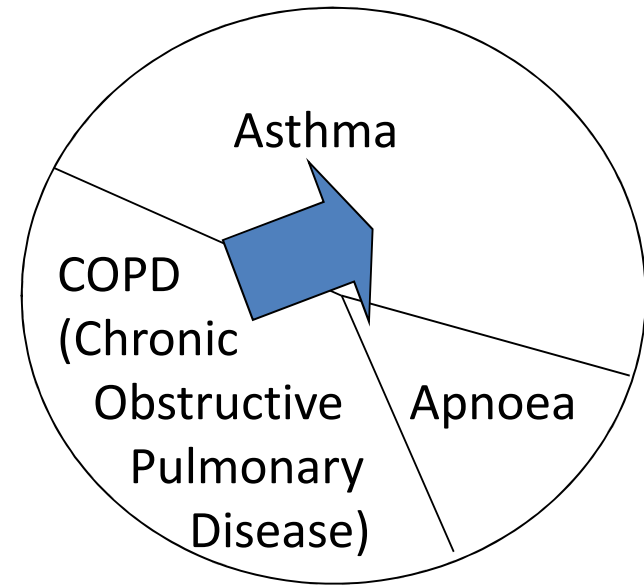 Asthma
COPD
(Chronic
Obstructive
Pulmonary
Disease)
Apnoea